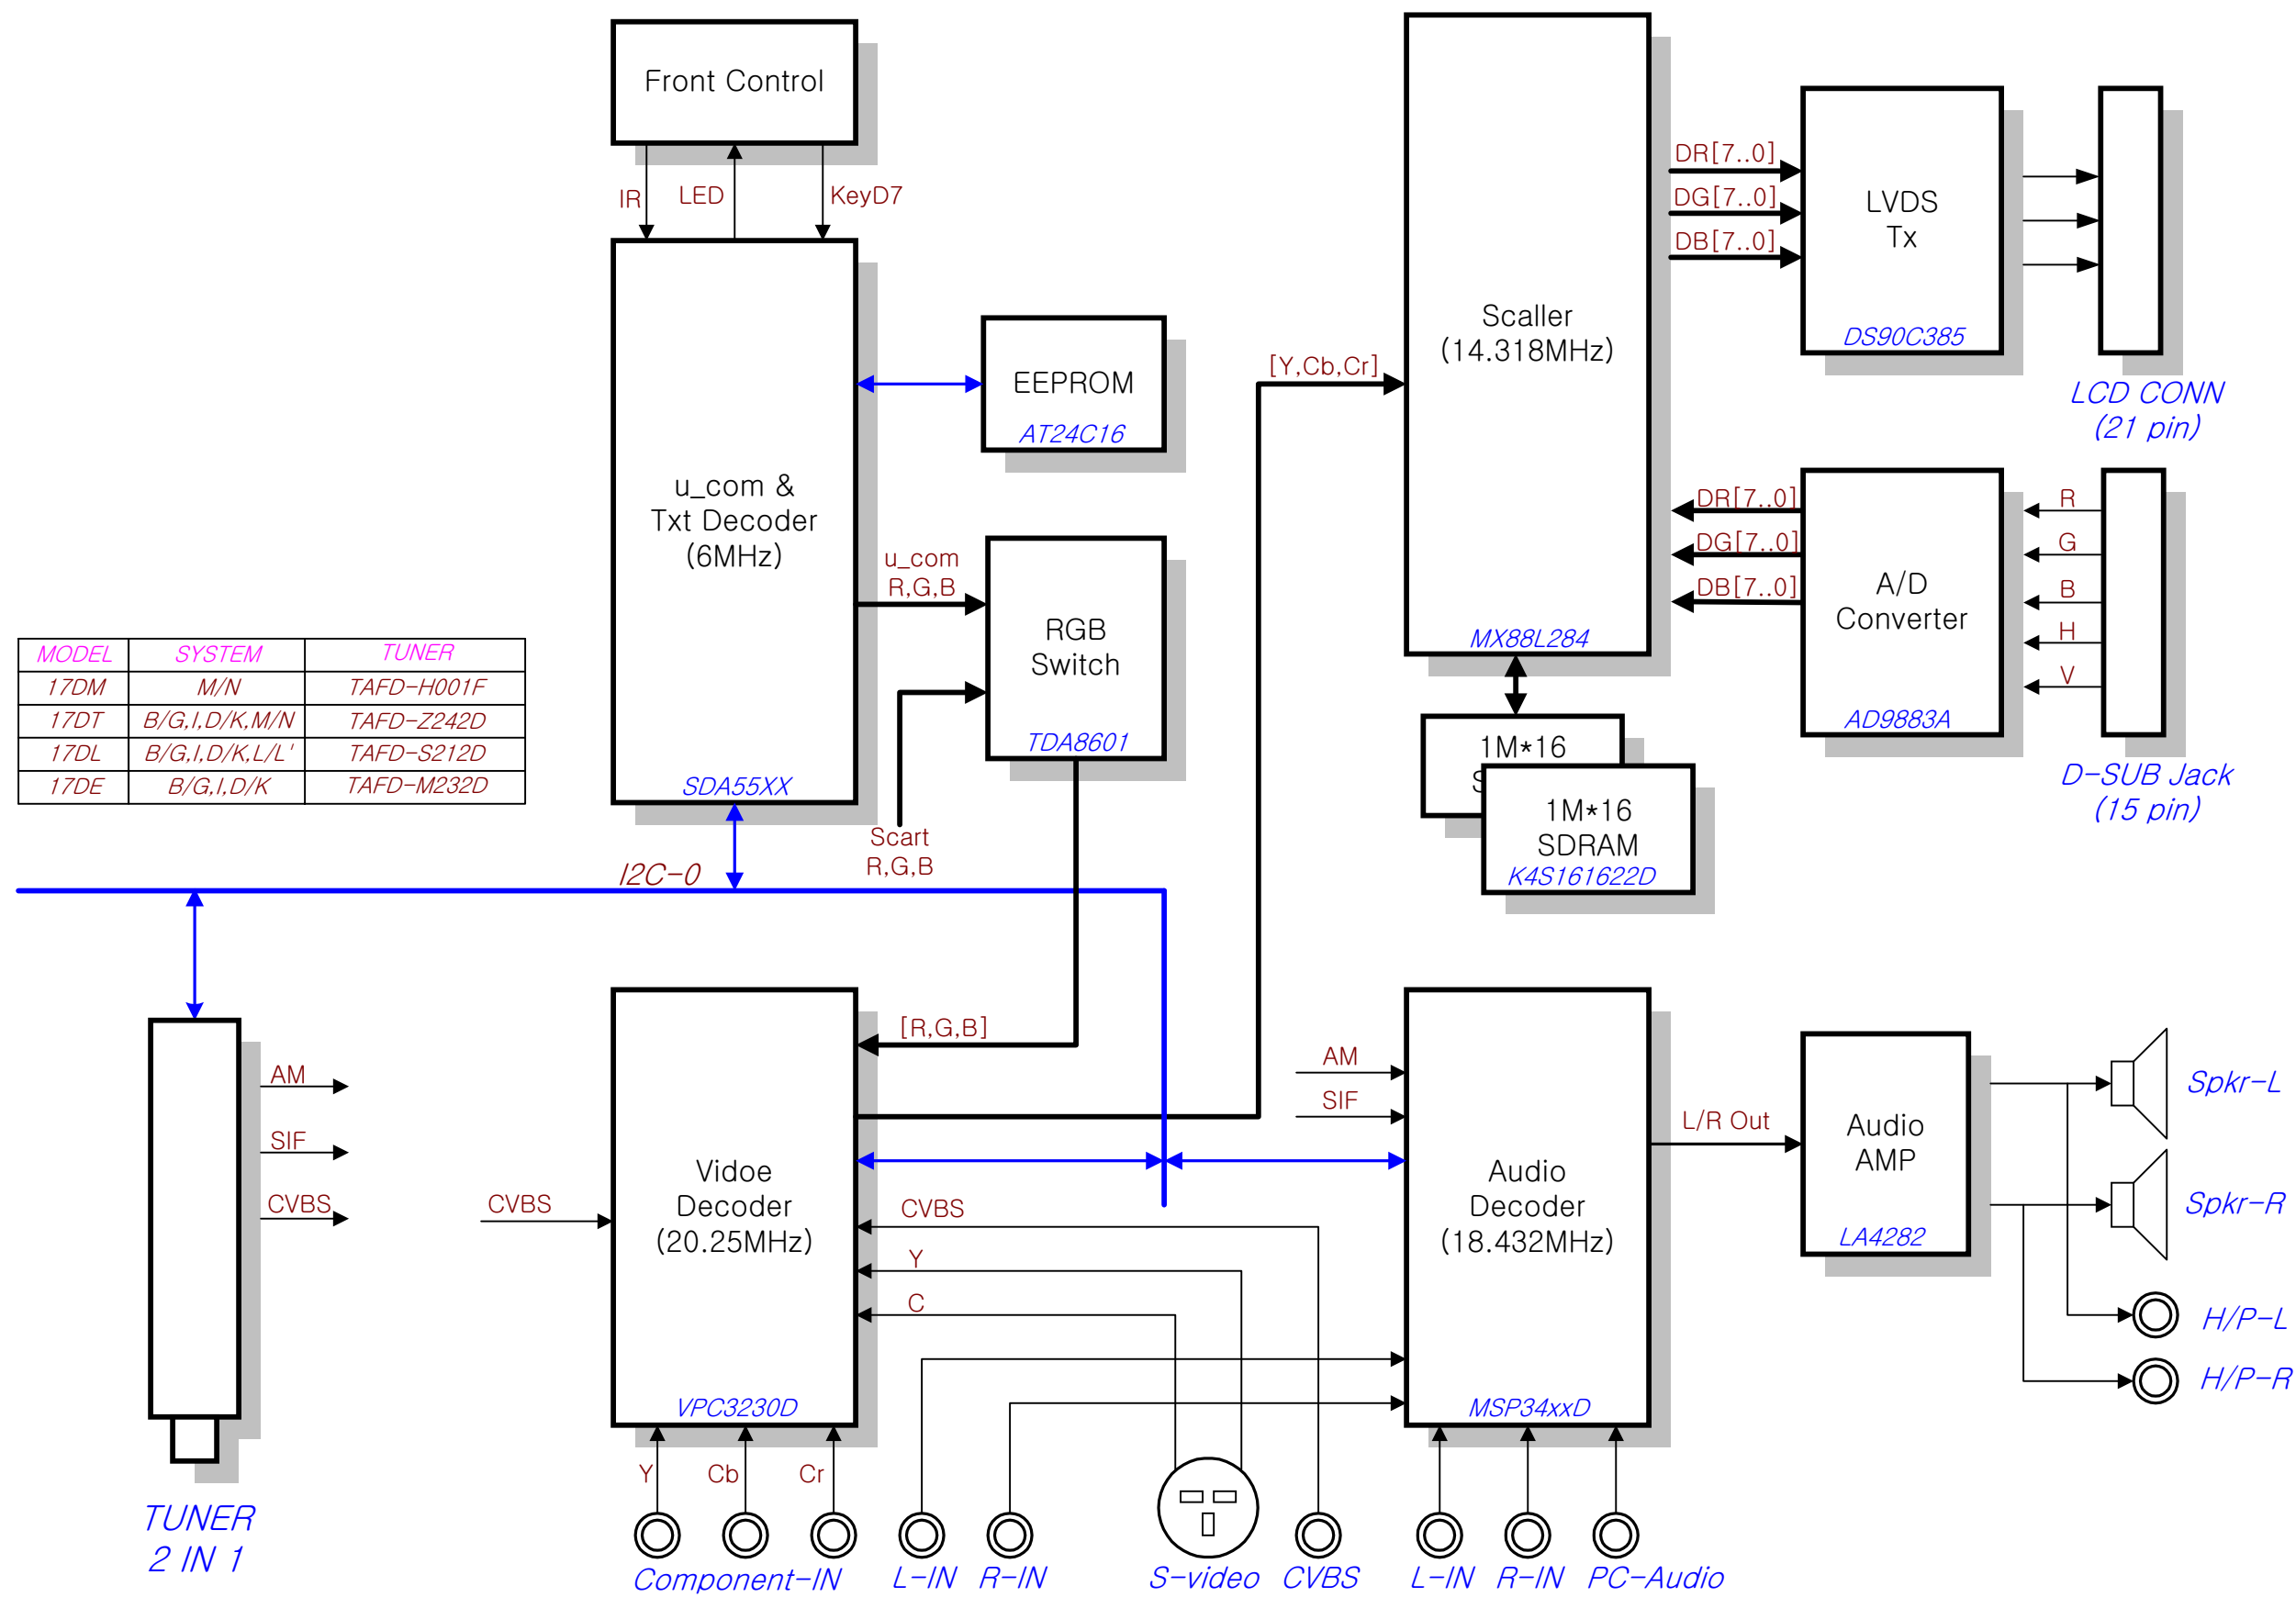 Front Control
IR
LED
KeyD7
u_com &
Txt Decoder
(6MHz)
SDA55XX
EEPROM
AT24C16
u_com
R,G,B
RGB
Switch
TDA8601
Scart
R,G,B
[Y,Cb,Cr]
Scaller
(14.318MHz)
MX88L284
DR[7..0]
DG[7..0]
DB[7..0]
LVDS
Tx
DS90C385
LCD CONN
(21 pin)
DR[7..0]
DG[7..0]
DB[7..0]
A/D
Converter
AD9883A
R
G
B
H
V
D-SUB Jack
(15 pin)
1M*16
S
1M*16
SDRAM
K4S161622D
MODEL SYSTEM TUNER
17DM M/N TAFD-H001F
17DT B/G,I,D/K,M/N TAFD-Z242D
17DL B/G,I,D/K,L/L' TAFD-S212D
17DE B/G,I,D/K TAFD-M232D
I2C-0
AM
SIF
CVBS
TUNER
2 IN 1
CVBS
[R,G,B]
Vidoe
Decoder
(20.25MHz)
VPC3230D
CVBS
Y
C
Y
Cb
Cr
Component-IN
L-IN
R-IN
S-video
CVBS
AM
SIF
Audio
Decoder
(18.432MHz)
MSP34xxD
L-IN
R-IN
PC-Audio
L/R Out
Audio
AMP
LA4282
Spkr-L
Spkr-R
H/P-L
H/P-R